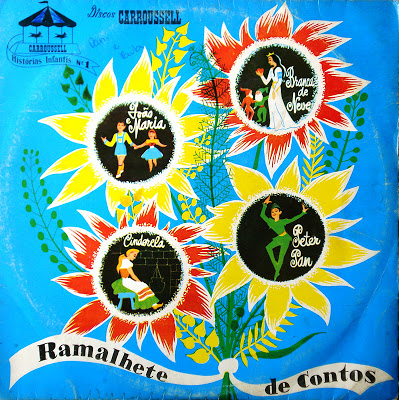 Discos CARROUSSELL
CARROUSSELL
Histórias Infantis Nº 1
Branca
de
Neve
João
e
Maria
Cinderela
Peter
Pan
Ramalhete
de Contos